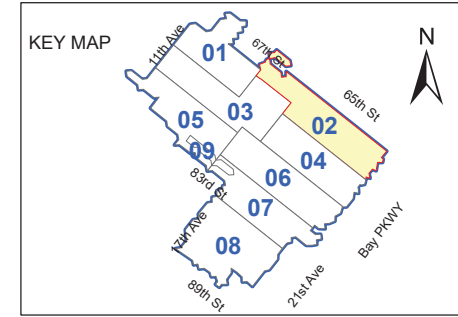 KEY MAP
11th Ave
67th St
65th St
N
01
02
03
05
04
09
06
83rd St
07
17th Ave
08
Bay PKWY
21st Ave
89th St